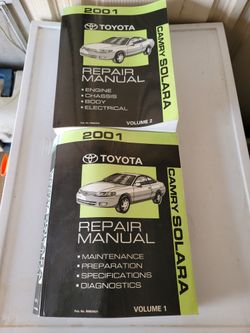 2001
TOYOTA
REPAIR
MANUAL
• ENGINE
• CHASSIS
• BODY
• ELECTRICAL
VOLUME 2
CAMRY SOLARA
2001
TOYOTA
REPAIR
MANUAL
• MAINTENANCE
• PREPARATION
• SPECIFICATIONS
• DIAGNOSTICS
VOLUME 1
CAMRY SOLARA